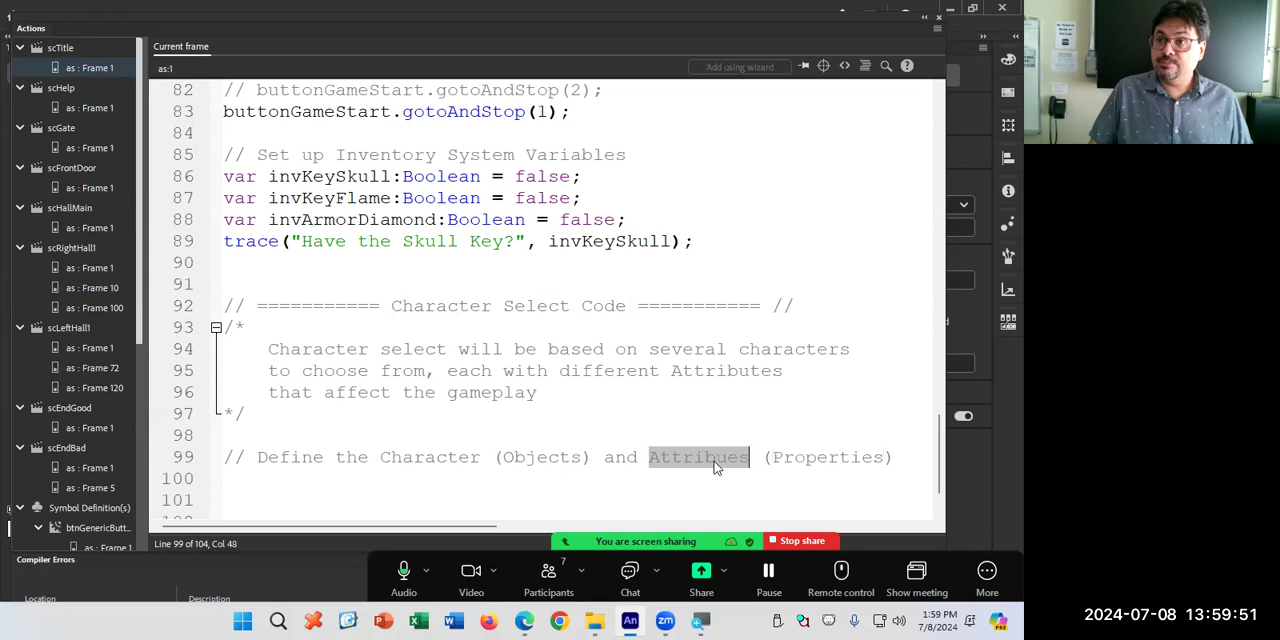 Actions
scTitle
as : Frame 1
scHelp
as : Frame 1
scGate
as : Frame 1
scFrontDoor
as : Frame 1
scHallMain
as : Frame 1
scRightHall1
as : Frame 1
as : Frame 10
as : Frame 100
scLeftHall1
as : Frame 1
as : Frame 72
as : Frame 120
scEndGood
as : Frame 1
scEndBad
as : Frame 1
as : Frame 5
Symbol Definition(s)
btnGenericButt...
as : Frame 1
Current frame
as:1
Add using wizard
82 // buttonGameStart.gotoAndStop(2);
83 buttonGameStart.gotoAndStop(1);
84
85 // Set up Inventory System Variables
86 var invKeySkull:Boolean = false;
87 var invKeyFlame:Boolean = false;
88 var invArmorDiamond:Boolean = false;
89 trace("Have the Skull Key?", invKeySkull);
90
91
92 // =========== Character Select Code =========== //
93 /*
94 Character select will be based on several characters
95 to choose from, each with different Attributes
96 that affect the gameplay
97 */
98
99 // Define the Character (Objects) and Attribues (Properties)
100
101
Line 99 of 104, Col 48
Compiler Errors
Location
Description
You are screen sharing
Stop share
Audio
Video
7
Participants
Chat
Share
Pause
Remote control
Show meeting
More
1:59 PM
7/8/2024
2024-07-08 13:59:51